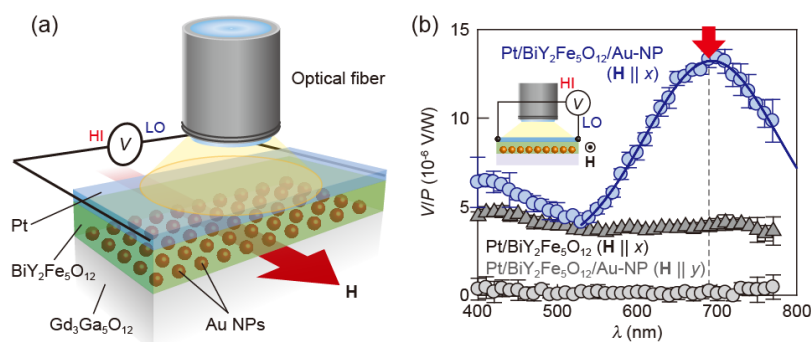 (a)
Optical fiber
HI
V
LO
Pt
BiY₂Fe₅O₁₂
Gd₃Ga₅O₁₂
Au NPs
H
(b)
15
10
5
0
V/P (10⁻⁶ V/W)
Pt/BiY₂Fe₅O₁₂/Au-NP
(H || x)
HI
V
LO
H
Pt/BiY₂Fe₅O₁₂ (H || x)
Pt/BiY₂Fe₅O₁₂/Au-NP (H || y)
400 500 600 700 800
λ (nm)